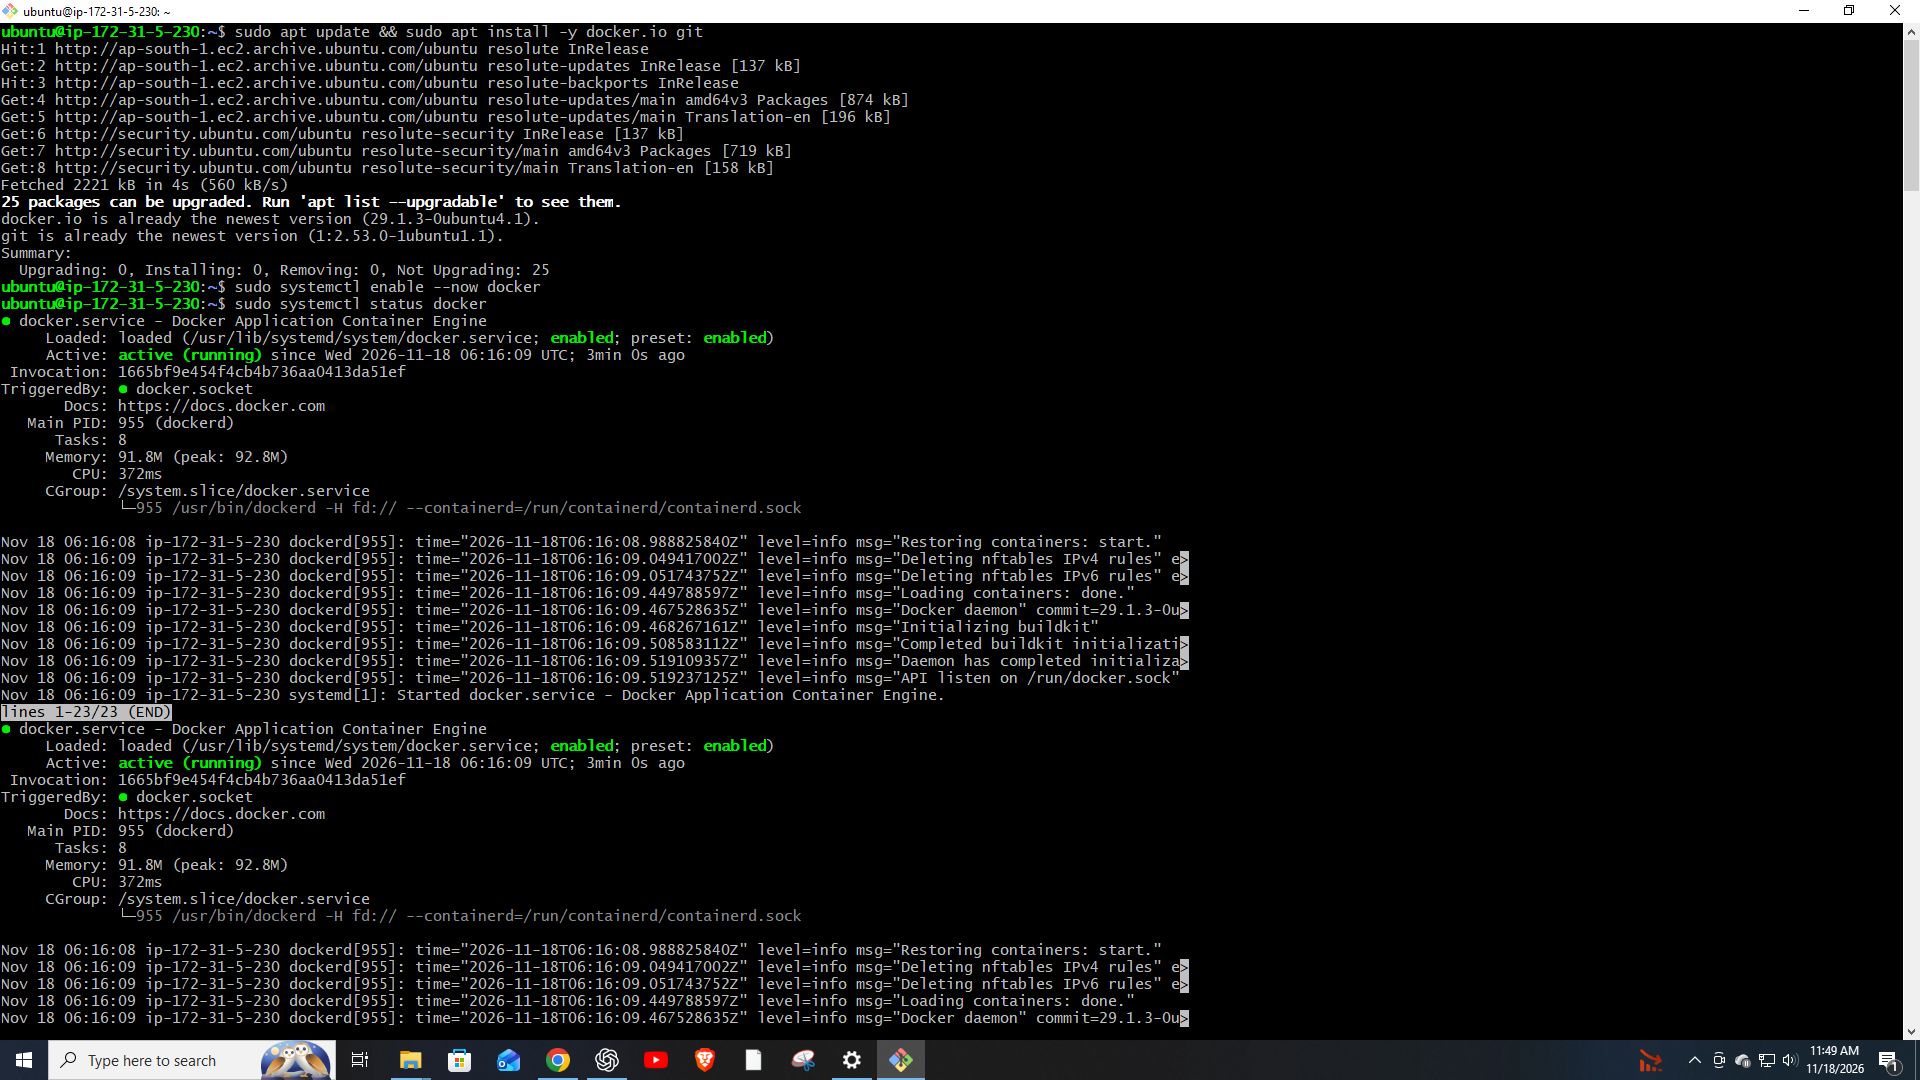 ubuntu@ip-172-31-5-230: ~
ubuntu@ip-172-31-5-230:~$ sudo apt update && sudo apt install -y docker.io git
Hit:1 http://ap-south-1.ec2.archive.ubuntu.com/ubuntu resolute InRelease
Get:2 http://ap-south-1.ec2.archive.ubuntu.com/ubuntu resolute-updates InRelease [137 kB]
Hit:3 http://ap-south-1.ec2.archive.ubuntu.com/ubuntu resolute-backports InRelease
Get:4 http://ap-south-1.ec2.archive.ubuntu.com/ubuntu resolute-updates/main amd64v3 Packages [874 kB]
Get:5 http://ap-south-1.ec2.archive.ubuntu.com/ubuntu resolute-updates/main Translation-en [196 kB]
Get:6 http://security.ubuntu.com/ubuntu resolute-security InRelease [137 kB]
Get:7 http://security.ubuntu.com/ubuntu resolute-security/main amd64v3 Packages [719 kB]
Get:8 http://security.ubuntu.com/ubuntu resolute-security/main Translation-en [158 kB]
Fetched 2221 kB in 4s (560 kB/s)
25 packages can be upgraded. Run 'apt list --upgradable' to see them.
docker.io is already the newest version (29.1.3-0ubuntu4.1).
git is already the newest version (1:2.53.0-1ubuntu1.1).
Summary:
  Upgrading: 0, Installing: 0, Removing: 0, Not Upgrading: 25
ubuntu@ip-172-31-5-230:~$ sudo systemctl enable --now docker
ubuntu@ip-172-31-5-230:~$ sudo systemctl status docker
● docker.service - Docker Application Container Engine
     Loaded: loaded (/usr/lib/systemd/system/docker.service; enabled; preset: enabled)
     Active: active (running) since Wed 2026-11-18 06:16:09 UTC; 3min 0s ago
 Invocation: 1665bf9e454f4cb4b736aa0413da51ef
TriggeredBy: ● docker.socket
       Docs: https://docs.docker.com
   Main PID: 955 (dockerd)
      Tasks: 8
     Memory: 91.8M (peak: 92.8M)
        CPU: 372ms
     CGroup: /system.slice/docker.service
             └─955 /usr/bin/dockerd -H fd:// --containerd=/run/containerd/containerd.sock
Nov 18 06:16:08 ip-172-31-5-230 dockerd[955]: time="2026-11-18T06:16:08.988825840Z" level=info msg="Restoring containers: start."
Nov 18 06:16:09 ip-172-31-5-230 dockerd[955]: time="2026-11-18T06:16:09.049417002Z" level=info msg="Deleting nftables IPv4 rules" e>
Nov 18 06:16:09 ip-172-31-5-230 dockerd[955]: time="2026-11-18T06:16:09.051743752Z" level=info msg="Deleting nftables IPv6 rules" e>
Nov 18 06:16:09 ip-172-31-5-230 dockerd[955]: time="2026-11-18T06:16:09.449788597Z" level=info msg="Loading containers: done."
Nov 18 06:16:09 ip-172-31-5-230 dockerd[955]: time="2026-11-18T06:16:09.467528635Z" level=info msg="Docker daemon" commit=29.1.3-0u>
Nov 18 06:16:09 ip-172-31-5-230 dockerd[955]: time="2026-11-18T06:16:09.468267161Z" level=info msg="Initializing buildkit"
Nov 18 06:16:09 ip-172-31-5-230 dockerd[955]: time="2026-11-18T06:16:09.508583112Z" level=info msg="Completed buildkit initializati>
Nov 18 06:16:09 ip-172-31-5-230 dockerd[955]: time="2026-11-18T06:16:09.519109357Z" level=info msg="Daemon has completed initializa>
Nov 18 06:16:09 ip-172-31-5-230 dockerd[955]: time="2026-11-18T06:16:09.519237125Z" level=info msg="API listen on /run/docker.sock"
Nov 18 06:16:09 ip-172-31-5-230 systemd[1]: Started docker.service - Docker Application Container Engine.
lines 1-23/23 (END)
● docker.service - Docker Application Container Engine
     Loaded: loaded (/usr/lib/systemd/system/docker.service; enabled; preset: enabled)
     Active: active (running) since Wed 2026-11-18 06:16:09 UTC; 3min 0s ago
 Invocation: 1665bf9e454f4cb4b736aa0413da51ef
TriggeredBy: ● docker.socket
       Docs: https://docs.docker.com
   Main PID: 955 (dockerd)
      Tasks: 8
     Memory: 91.8M (peak: 92.8M)
        CPU: 372ms
     CGroup: /system.slice/docker.service
             └─955 /usr/bin/dockerd -H fd:// --containerd=/run/containerd/containerd.sock
Nov 18 06:16:08 ip-172-31-5-230 dockerd[955]: time="2026-11-18T06:16:08.988825840Z" level=info msg="Restoring containers: start."
Nov 18 06:16:09 ip-172-31-5-230 dockerd[955]: time="2026-11-18T06:16:09.049417002Z" level=info msg="Deleting nftables IPv4 rules" e>
Nov 18 06:16:09 ip-172-31-5-230 dockerd[955]: time="2026-11-18T06:16:09.051743752Z" level=info msg="Deleting nftables IPv6 rules" e>
Nov 18 06:16:09 ip-172-31-5-230 dockerd[955]: time="2026-11-18T06:16:09.449788597Z" level=info msg="Loading containers: done."
Nov 18 06:16:09 ip-172-31-5-230 dockerd[955]: time="2026-11-18T06:16:09.467528635Z" level=info msg="Docker daemon" commit=29.1.3-0u>
Type here to search
11:49 AM
11/18/2026
1